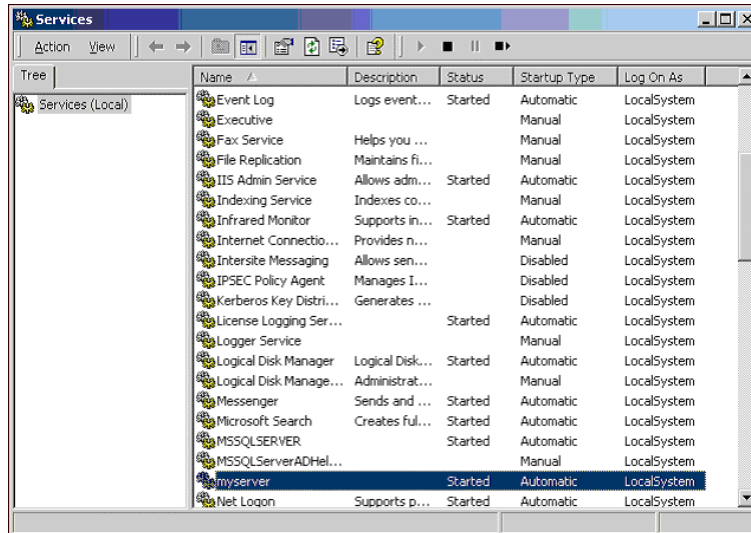 Services
Action View
Tree
Services (Local)
Name Description Status Startup Type Log On As
Event Log Logs event... Started Automatic LocalSystem
Executive Manual LocalSystem
Fax Service Helps you ... Manual LocalSystem
File Replication Maintains fi... Manual LocalSystem
IIS Admin Service Allows adm... Started Automatic LocalSystem
Indexing Service Indexes co... Manual LocalSystem
Infrared Monitor Supports in... Started Automatic LocalSystem
Internet Connectio... Provides n... Manual LocalSystem
Intersite Messaging Allows sen... Disabled LocalSystem
IPSEC Policy Agent Manages I... Disabled LocalSystem
Kerberos Key Distri... Generates ... Disabled LocalSystem
License Logging Ser... Started Automatic LocalSystem
Logger Service Manual LocalSystem
Logical Disk Manager Logical Disk... Started Automatic LocalSystem
Logical Disk Manage... Administrat... Manual LocalSystem
Messenger Sends and ... Started Automatic LocalSystem
Microsoft Search Creates ful... Started Automatic LocalSystem
MSSQLSERVER Started Automatic LocalSystem
MSSQLServerADHel... Manual LocalSystem
myserver Started Automatic LocalSystem
Net Logon Supports p... Started Automatic LocalSystem